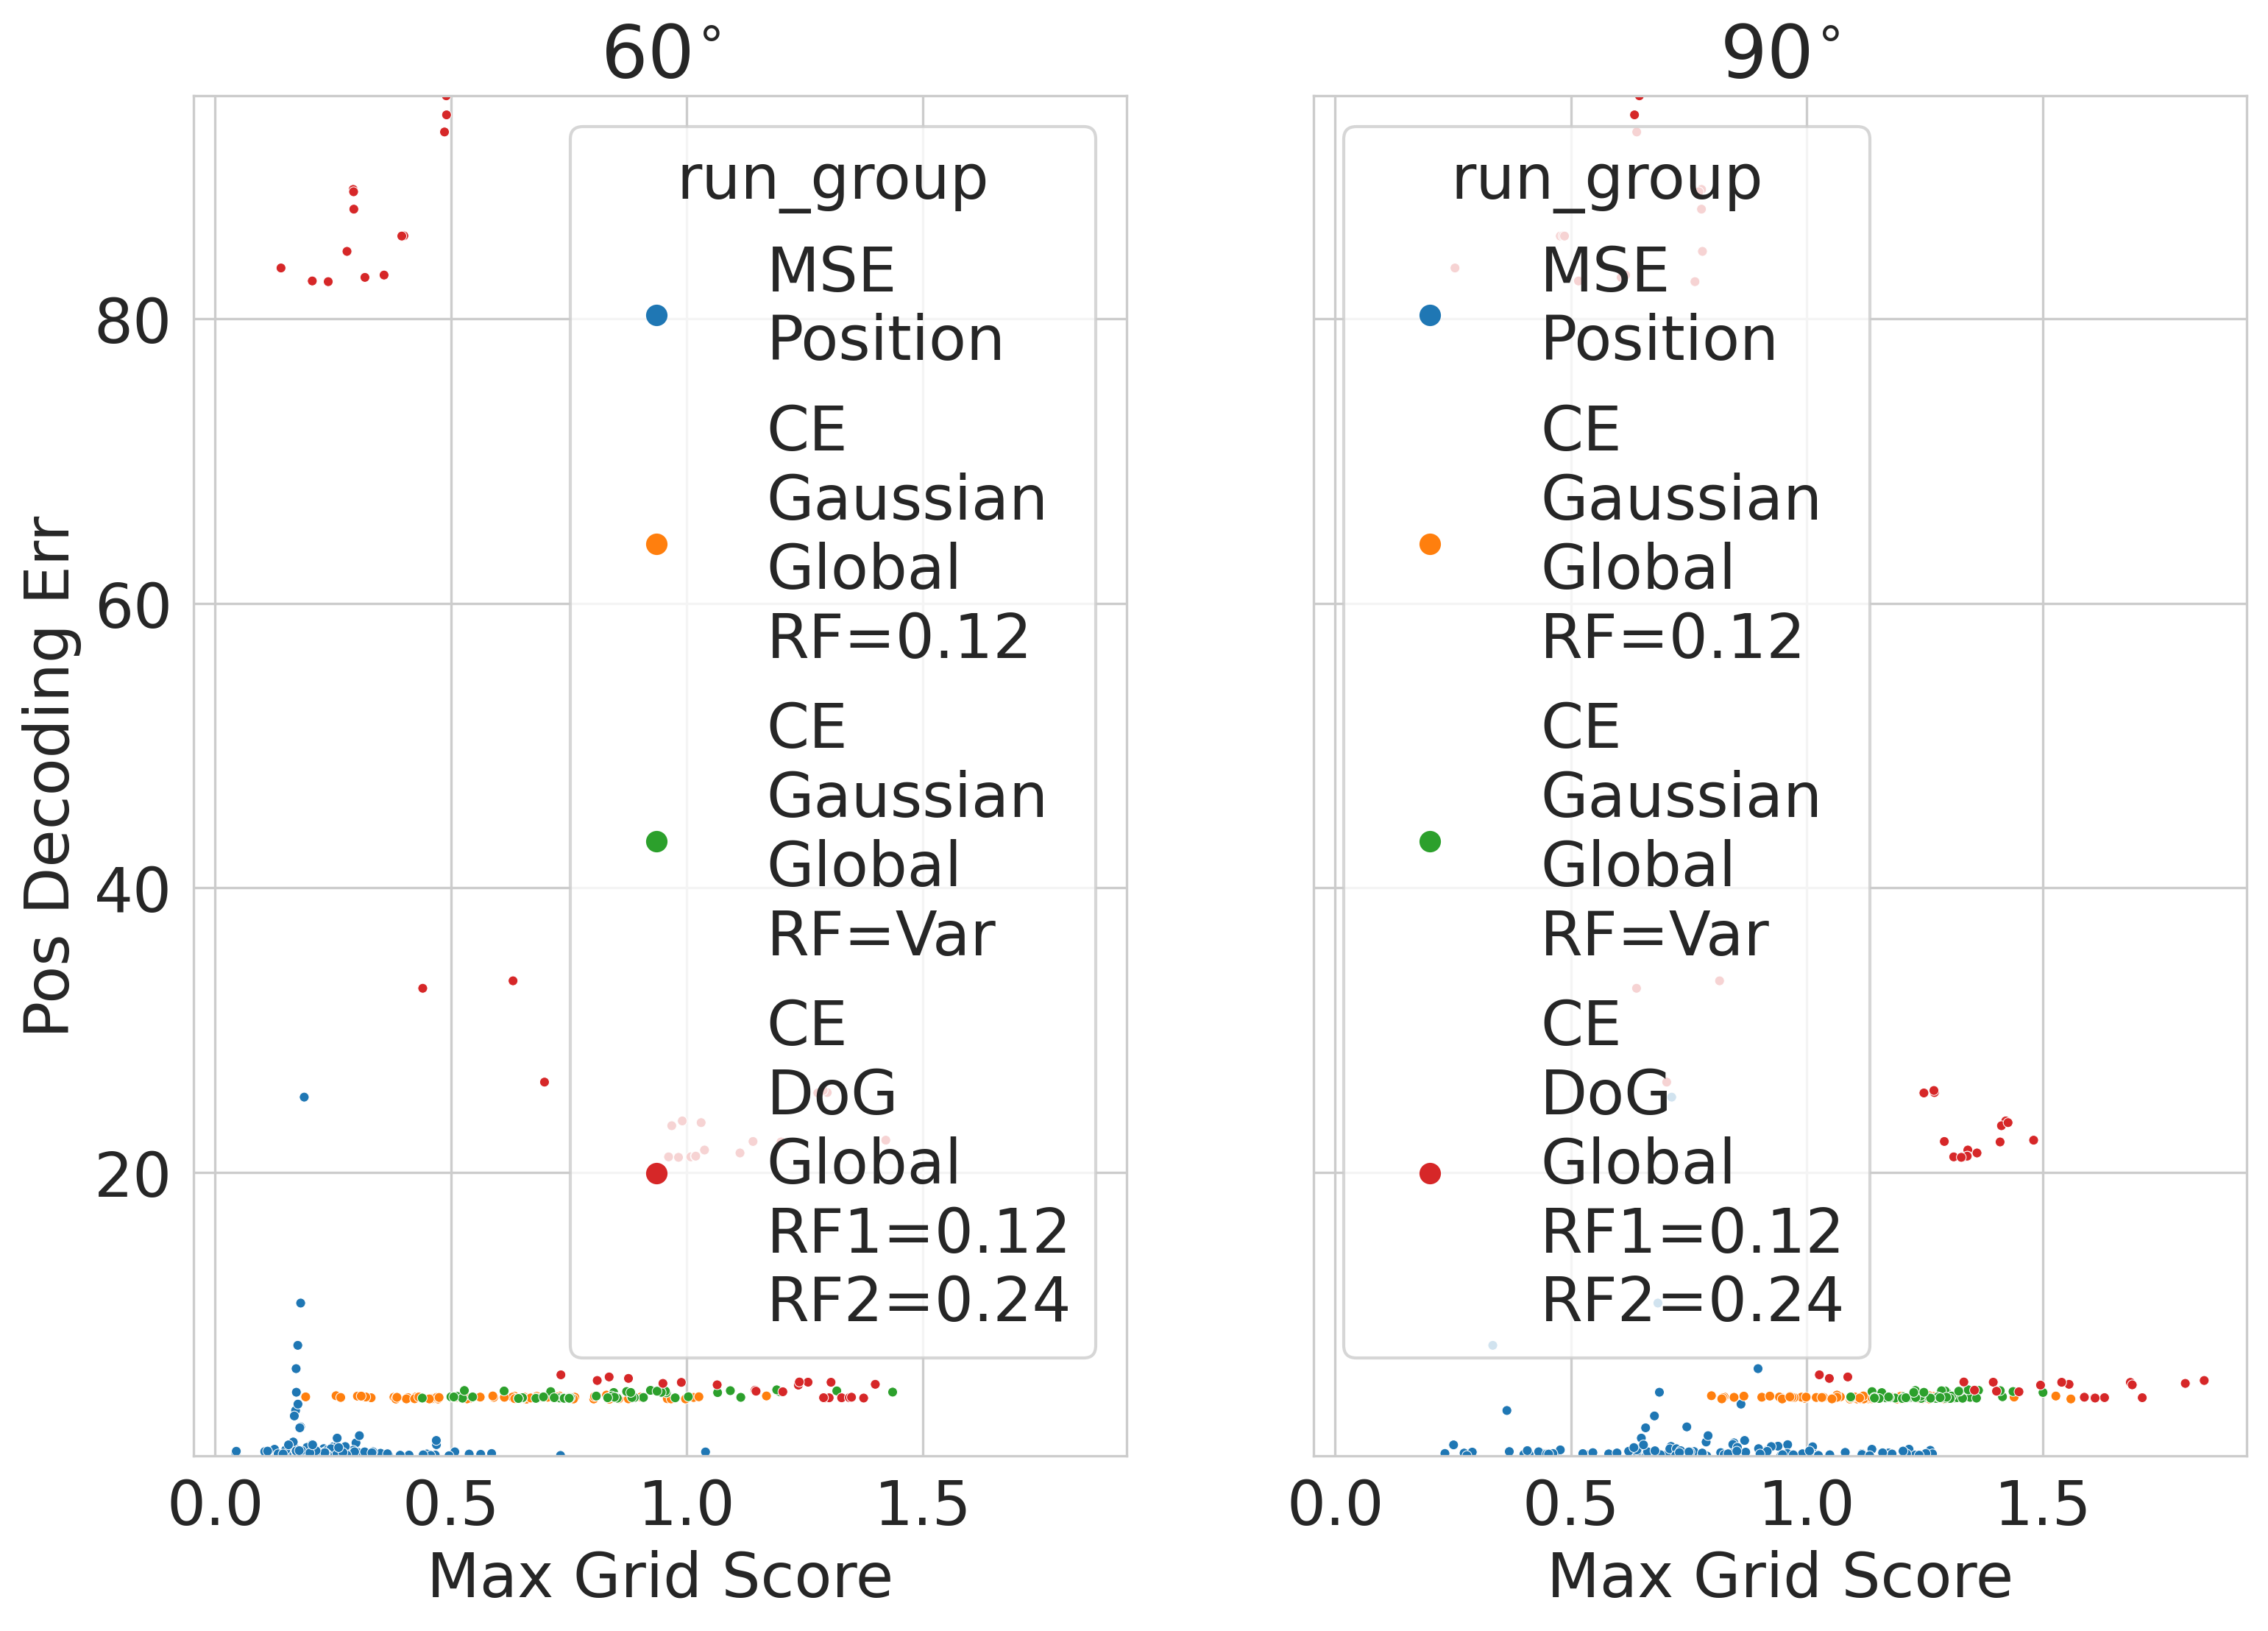 60°
90°
Pos Decoding Err
80
60
40
20
run_group
MSE
Position
CE
Gaussian
Global
RF=0.12
CE
Gaussian
Global
RF=Var
CE
DoG
Global
RF1=0.12
RF2=0.24
run_group
MSE
Position
CE
Gaussian
Global
RF=0.12
CE
Gaussian
Global
RF=Var
CE
DoG
Global
RF1=0.12
RF2=0.24
0.0 0.5 1.0 1.5
0.0 0.5 1.0 1.5
Max Grid Score
Max Grid Score